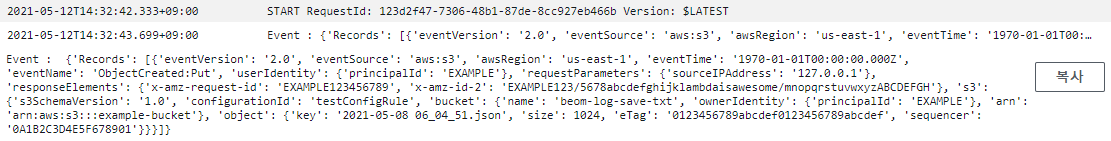 2021-05-12T14:32:42.333+09:00 START RequestId: 123d2f47-7306-48b1-87de-8cc927eb466b Version: $LATEST
2021-05-12T14:32:43.699+09:00 Event : {'Records': [{'eventVersion': '2.0', 'eventSource': 'aws:s3', 'awsRegion': 'us-east-1', 'eventTime': '1970-01-01T00:…
Event :  {'Records': [{'eventVersion': '2.0', 'eventSource': 'aws:s3', 'awsRegion': 'us-east-1', 'eventTime': '1970-01-01T00:00:00.000Z',
'eventName': 'ObjectCreated:Put', 'userIdentity': {'principalId': 'EXAMPLE'}, 'requestParameters': {'sourceIPAddress': '127.0.0.1'},
'responseElements': {'x-amz-request-id': 'EXAMPLE123456789', 'x-amz-id-2': 'EXAMPLE123/5678abcdefghijklambdaisawesome/mnopqrstuvwxyzABCDEFGH'}, 's3':
{'s3SchemaVersion': '1.0', 'configurationId': 'testConfigRule', 'bucket': {'name': 'beom-log-save-txt', 'ownerIdentity': {'principalId': 'EXAMPLE'}, 'arn':
'arn:aws:s3:::example-bucket'}, 'object': {'key': '2021-05-08 06_04_51.json', 'size': 1024, 'eTag': '0123456789abcdef0123456789abcdef', 'sequencer':
'0A1B2C3D4E5F678901'}}}]}
복사